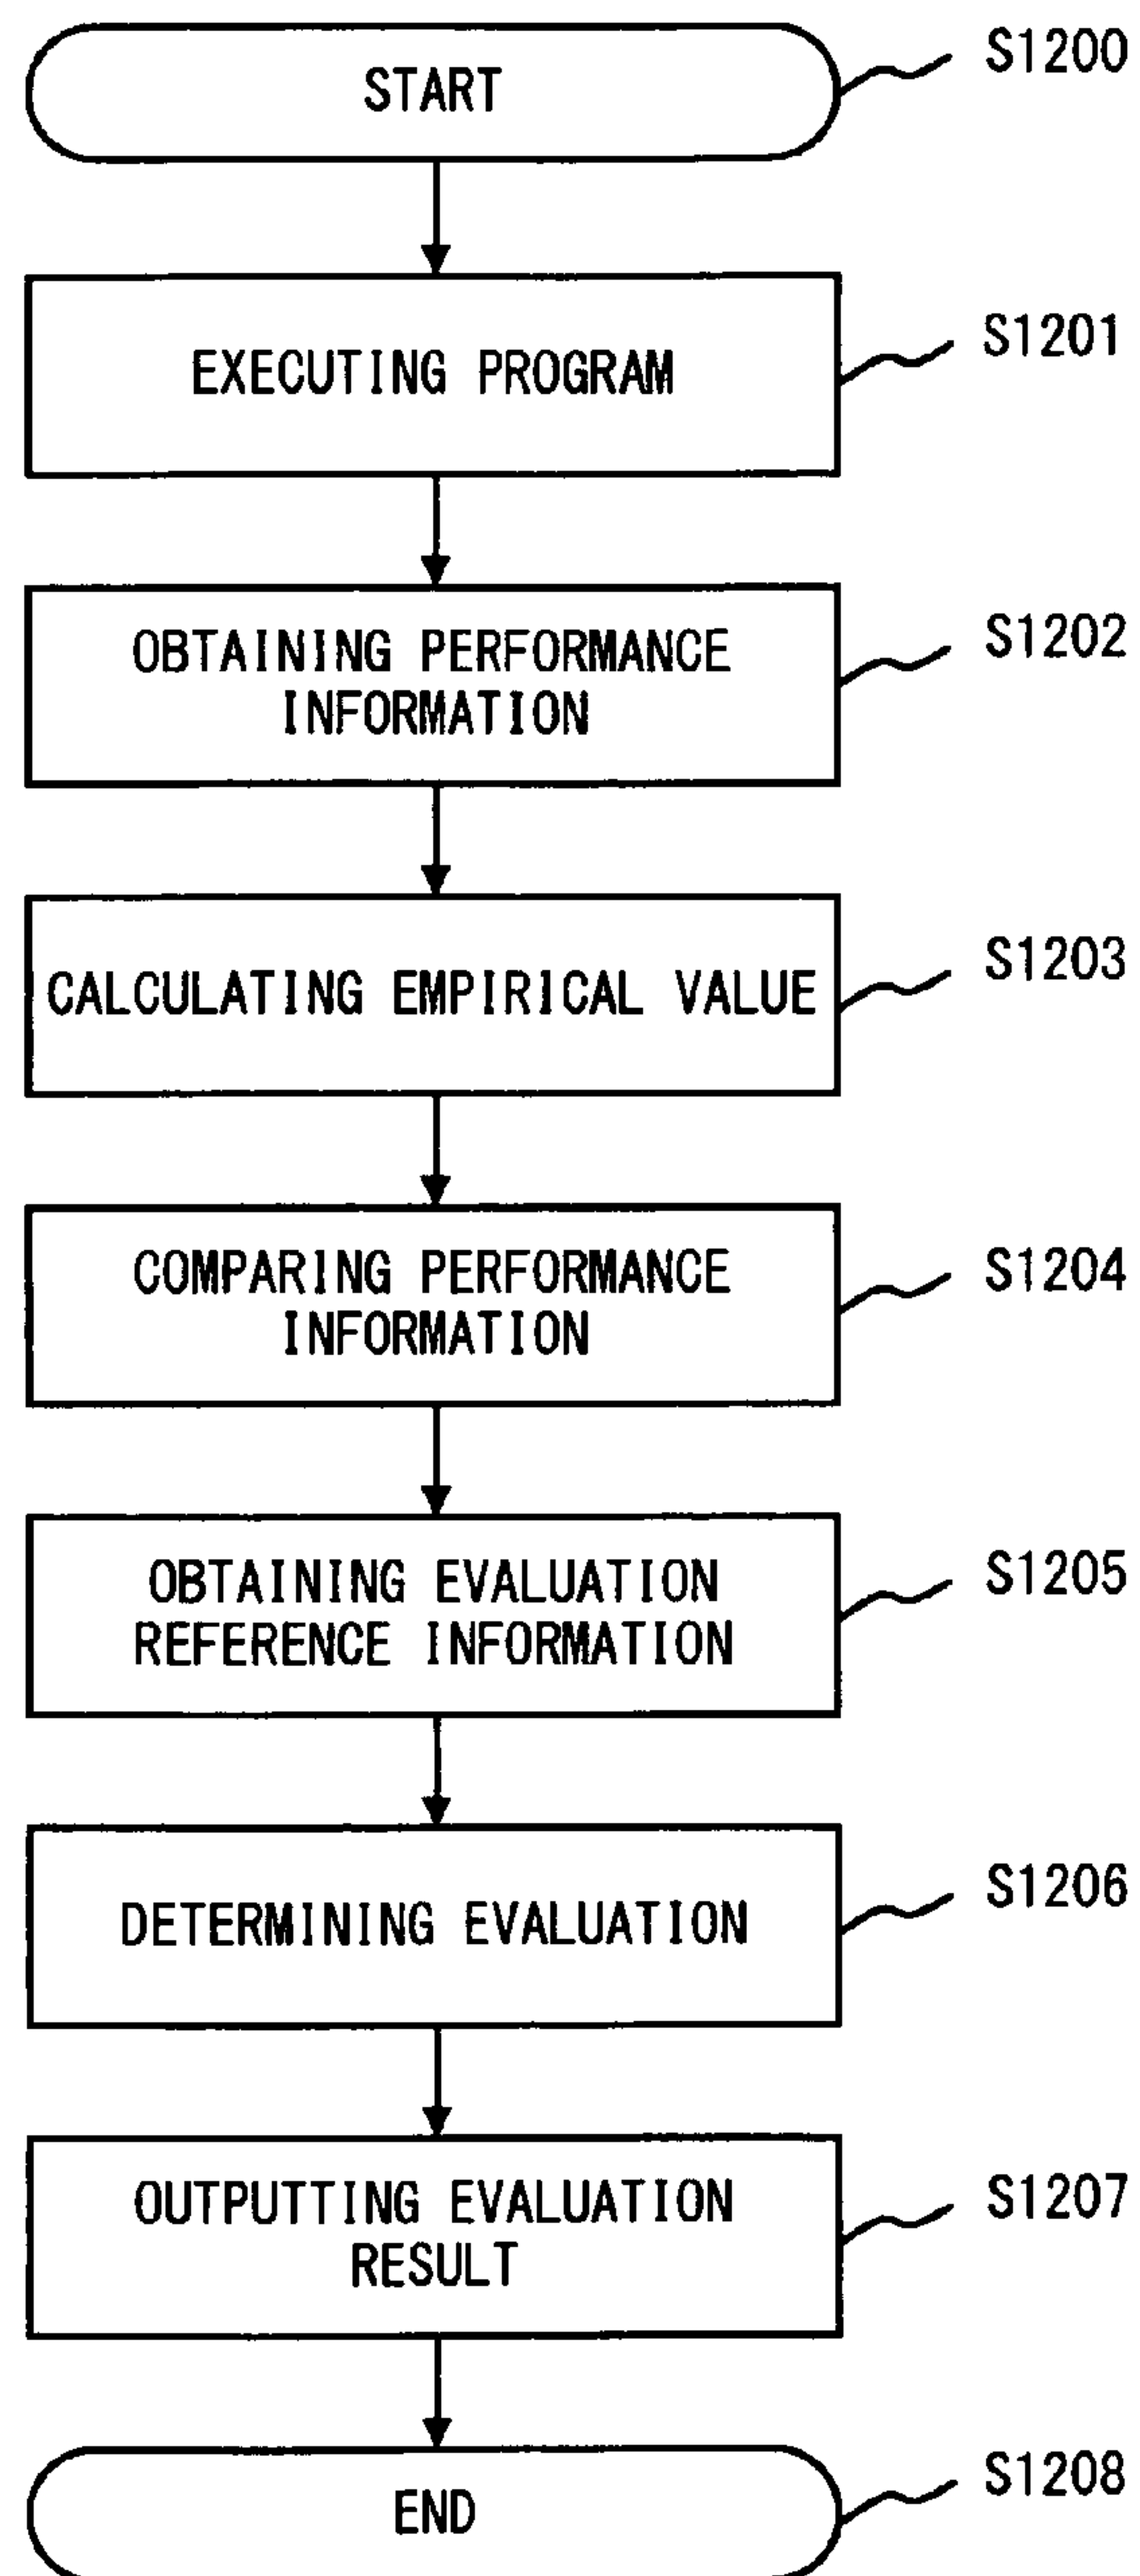 START
S1200
EXECUTING PROGRAM
S1201
OBTAINING PERFORMANCE
INFORMATION
S1202
CALCULATING EMPIRICAL VALUE
S1203
COMPARING PERFORMANCE
INFORMATION
S1204
OBTAINING EVALUATION
REFERENCE INFORMATION
S1205
DETERMINING EVALUATION
S1206
OUTPUTTING EVALUATION
RESULT
S1207
END
S1208